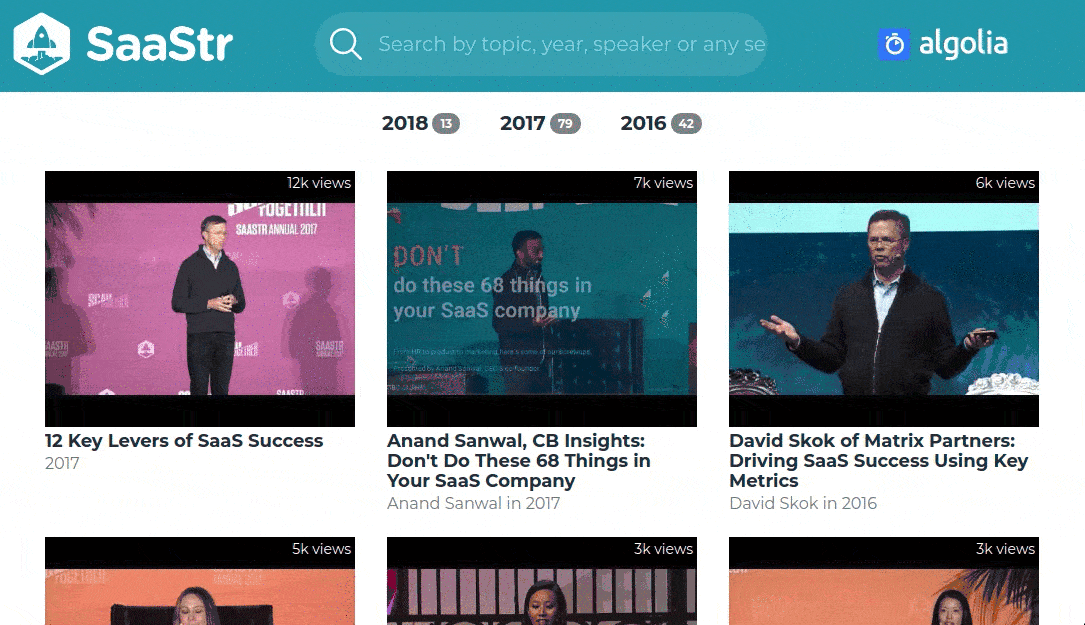 SaaStr
Search by topic, year, speaker or any se
algolia
2018 13
2017 79
2016 42
12k views
TOGETHER
SAASTR ANNUAL 2017
7k views
DON'T
do these 68 things in
your SaaS company
6k views
12 Key Levers of SaaS Success
2017
Anand Sanwal, CB Insights:
Don't Do These 68 Things in
Your SaaS Company
Anand Sanwal in 2017
David Skok of Matrix Partners:
Driving SaaS Success Using Key
Metrics
David Skok in 2016
5k views
3k views
3k views